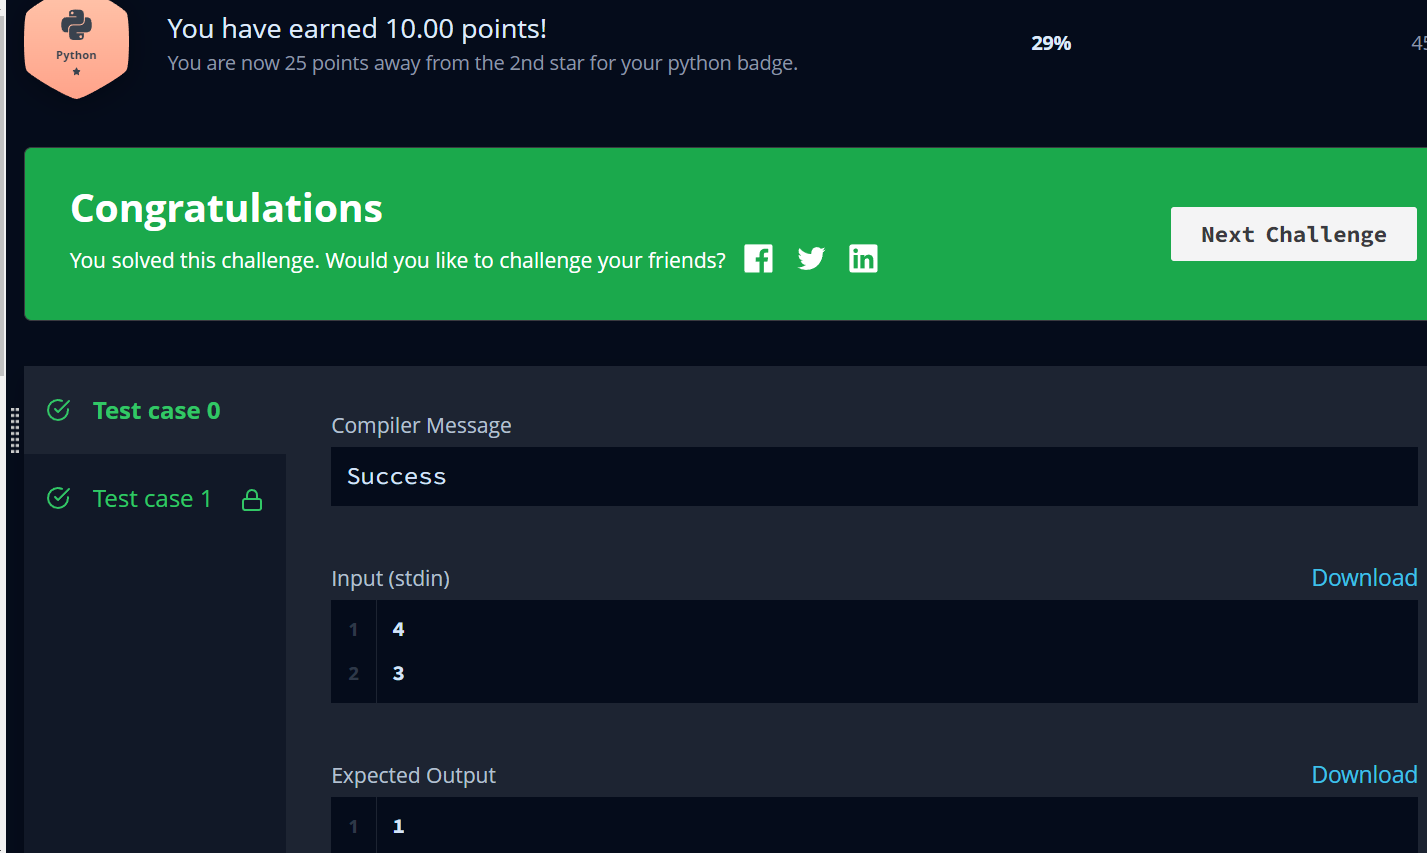 Python
You have earned 10.00 points!
You are now 25 points away from the 2nd star for your python badge.
29%
45
Congratulations
You solved this challenge. Would you like to challenge your friends?
Next Challenge
Test case 0
Test case 1
Compiler Message
Success
Input (stdin)
Download
1 4
2 3
Expected Output
Download
1 1